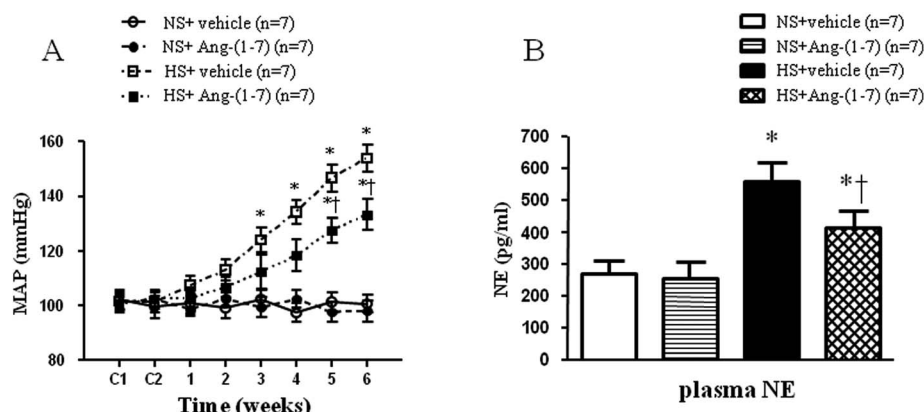 A
NS+ vehicle (n=7)
NS+ Ang-(1-7) (n=7)
HS+ vehicle (n=7)
HS+ Ang-(1-7) (n=7)
MAP (mmHg)
160
140
120
100
80
* * * *
*† *†
C1 C2 1 2 3 4 5 6
Time (weeks)
B
NS+vehicle (n=7)
NS+Ang-(1-7) (n=7)
HS+vehicle (n=7)
HS+Ang-(1-7) (n=7)
NE (pg/ml)
700
600
500
400
300
200
100
0
*
*†
plasma NE